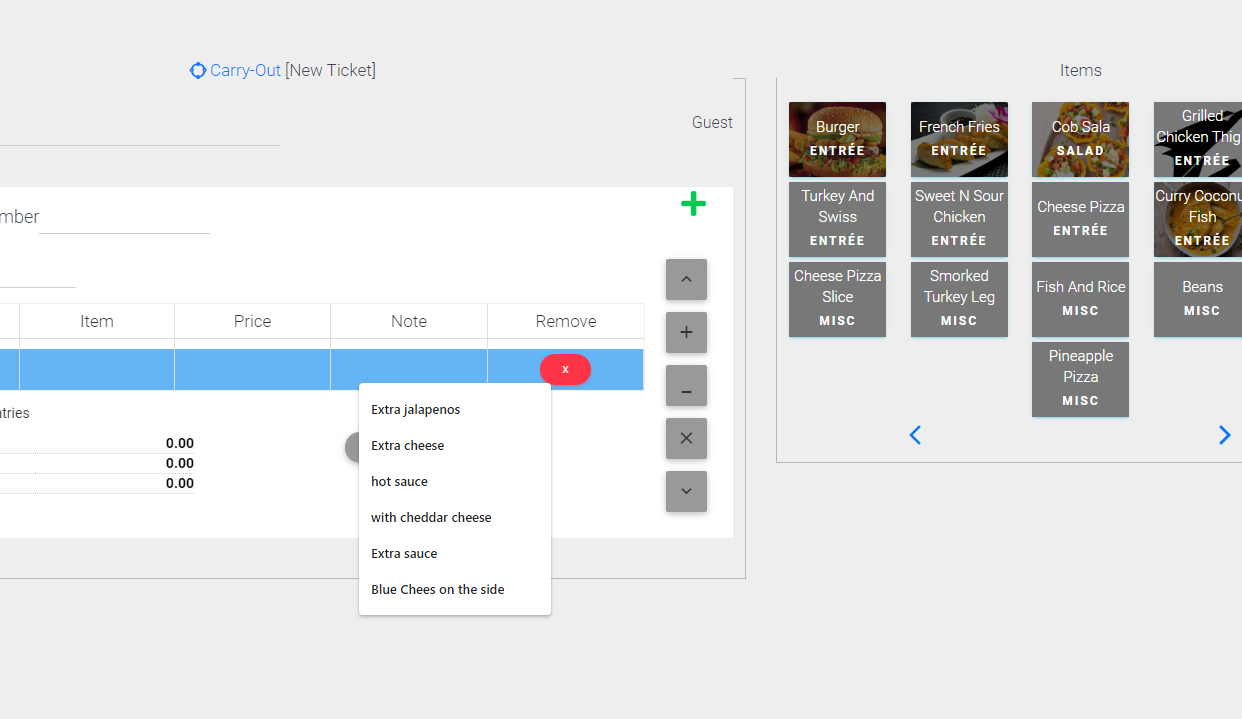 Carry-Out [New Ticket]
Guest
mber
Item Price Note Remove
x
Extra jalapenos
Extra cheese
hot sauce
with cheddar cheese
Extra sauce
Blue Chees on the side
ntries
0.00
0.00
0.00
Items
Burger
ENTRÉE
French Fries
ENTRÉE
Cob Sala
SALAD
Grilled
Chicken Thig
ENTRÉE
Turkey And
Swiss
ENTRÉE
Sweet N Sour
Chicken
ENTRÉE
Cheese Pizza
ENTRÉE
Curry Coconu
Fish
ENTRÉE
Cheese Pizza
Slice
MISC
Smorked
Turkey Leg
MISC
Fish And Rice
MISC
Beans
MISC
Pineapple
Pizza
MISC